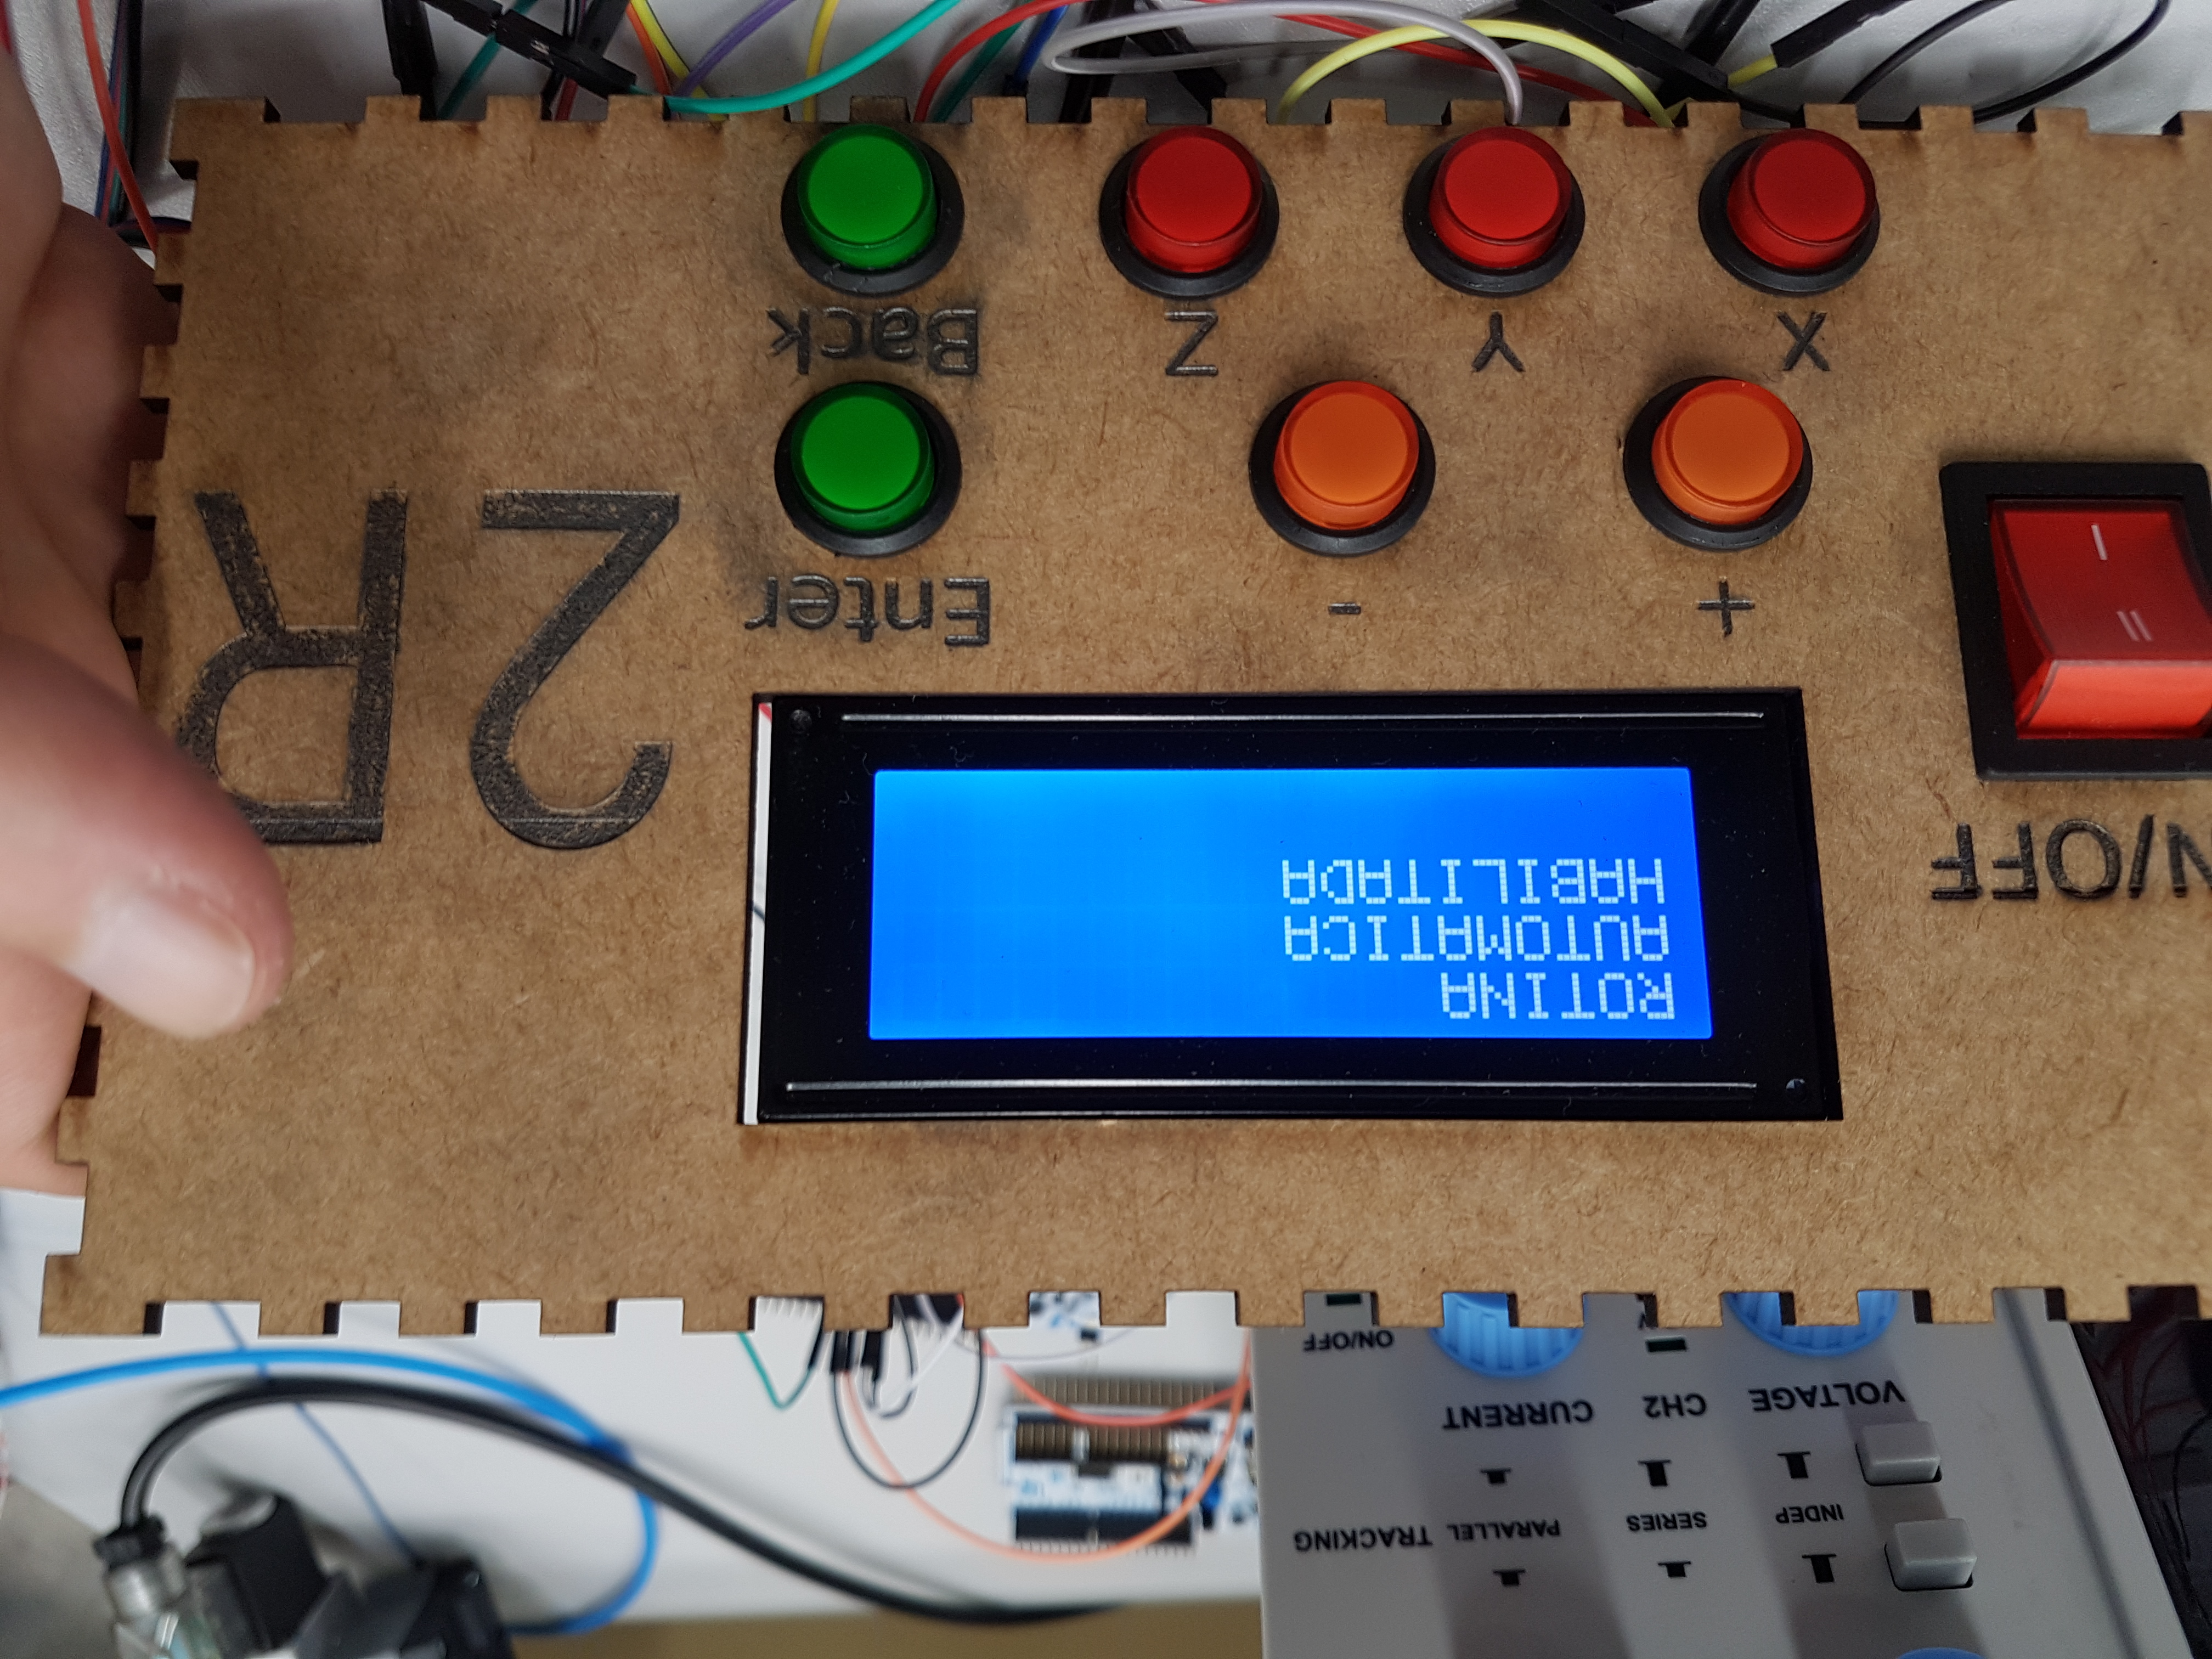 INDEP SERIES PARALLEL TRACKING
VOLTAGE CH2 CURRENT
ON/OFF
ROTINA
AUTOMATICA
HABILITADA
N/OFF
2R
+ - Enter
X Y Z Back